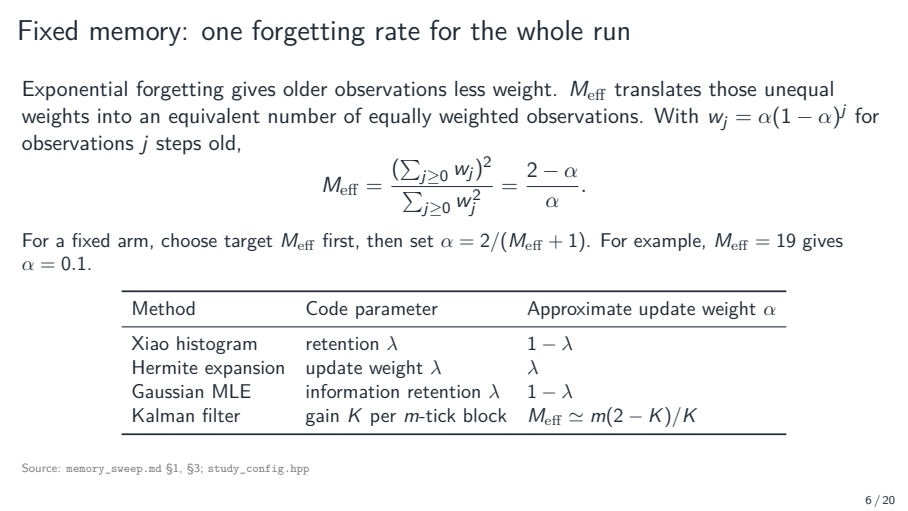 Fixed memory: one forgetting rate for the whole run
Exponential forgetting gives older observations less weight. M_eff translates those unequal
weights into an equivalent number of equally weighted observations. With w_j = α(1 − α)^j for
observations j steps old,
M_eff = (∑_{j≥0} w_j)^2 / ∑_{j≥0} w_j^2 = (2 − α) / α.
For a fixed arm, choose target M_eff first, then set α = 2/(M_eff + 1). For example, M_eff = 19 gives
α = 0.1.
Method Code parameter Approximate update weight α
Xiao histogram retention λ 1 − λ
Hermite expansion update weight λ λ
Gaussian MLE information retention λ 1 − λ
Kalman filter gain K per m-tick block M_eff ≃ m(2 − K)/K
Source: memory_sweep.md §1, §3; study_config.hpp
6 / 20